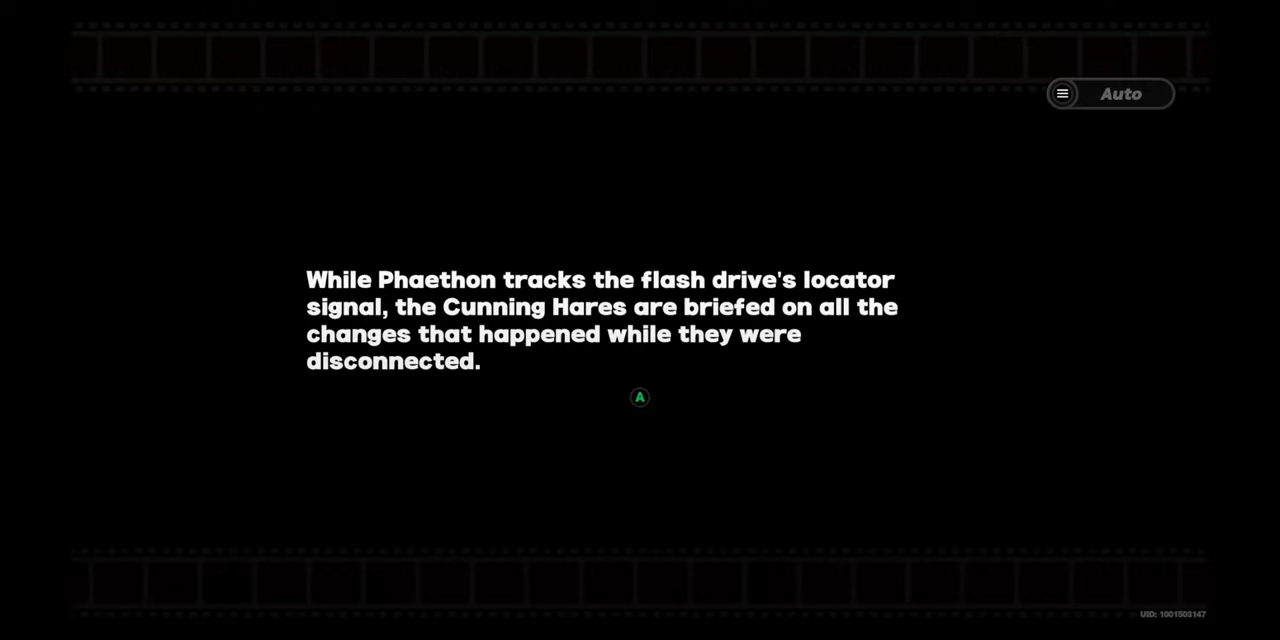 Auto
While Phaethon tracks the flash drive's locator
signal, the Cunning Hares are briefed on all the
changes that happened while they were
disconnected.
A
UID: 1001503147